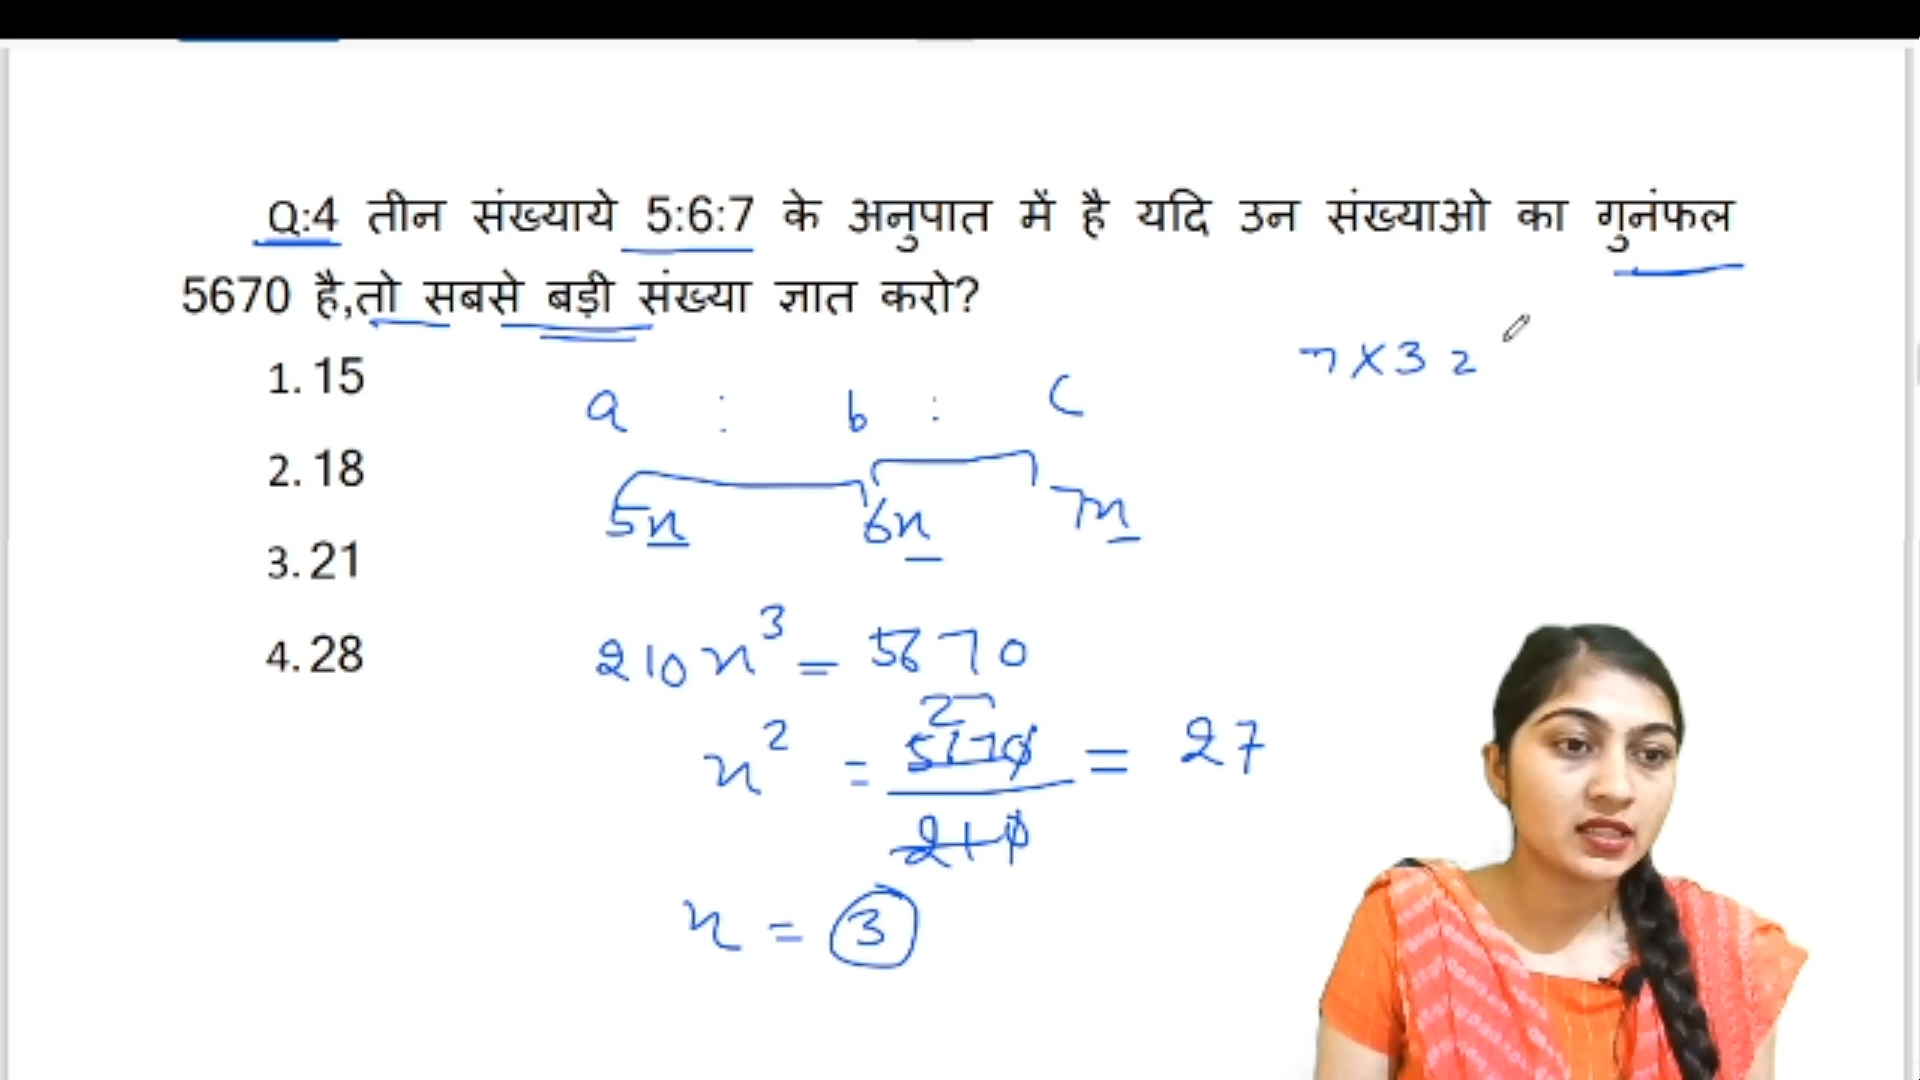 Q:4 तीन संख्याये 5:6:7 के अनुपात में है यदि उन संख्याओ का गुनंफल
5670 है,तो सबसे बड़ी संख्या ज्ञात करो?
1. 15
2. 18
3. 21
4. 28
7 X 3 =
a : b : c
5x 6x 7x
210x³ = 5670
27
x² = 5670/210 = 27
x = 3